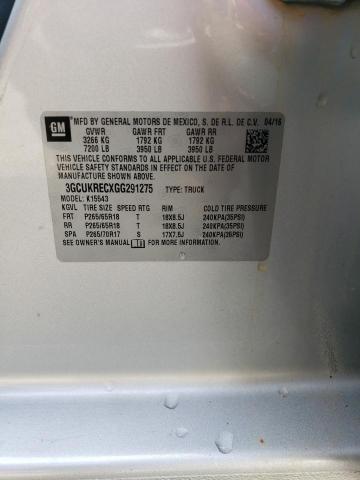 GM
MFD BY GENERAL MOTORS DE MEXICO, S. DE R.L. DE C.V. 04/16
GVWR GAWR FRT GAWR RR
3266 KG 1792 KG 1792 KG
7200 LB 3950 LB 3950 LB
THIS VEHICLE CONFORMS TO ALL APPLICABLE U.S.
FEDERAL MOTOR VEHICLE SAFETY STANDARDS IN EFFECT
ON THE DATE OF MANUFACTURE SHOWN ABOVE.
3GCUKRECXGG291275 TYPE: TRUCK
MODEL: K15543
KGVL TIRE SIZE SPEED RTG RIM COLD TIRE PRESSURE
FRT P265/65R18 T 18X8.5J 240KPA(35PSI)
RR P265/65R18 T 18X8.5J 240KPA(35PSI)
SPA P265/70R17 S 17X7.5J 240KPA(35PSI)
SEE OWNER'S MANUAL FOR MORE INFORMATION.